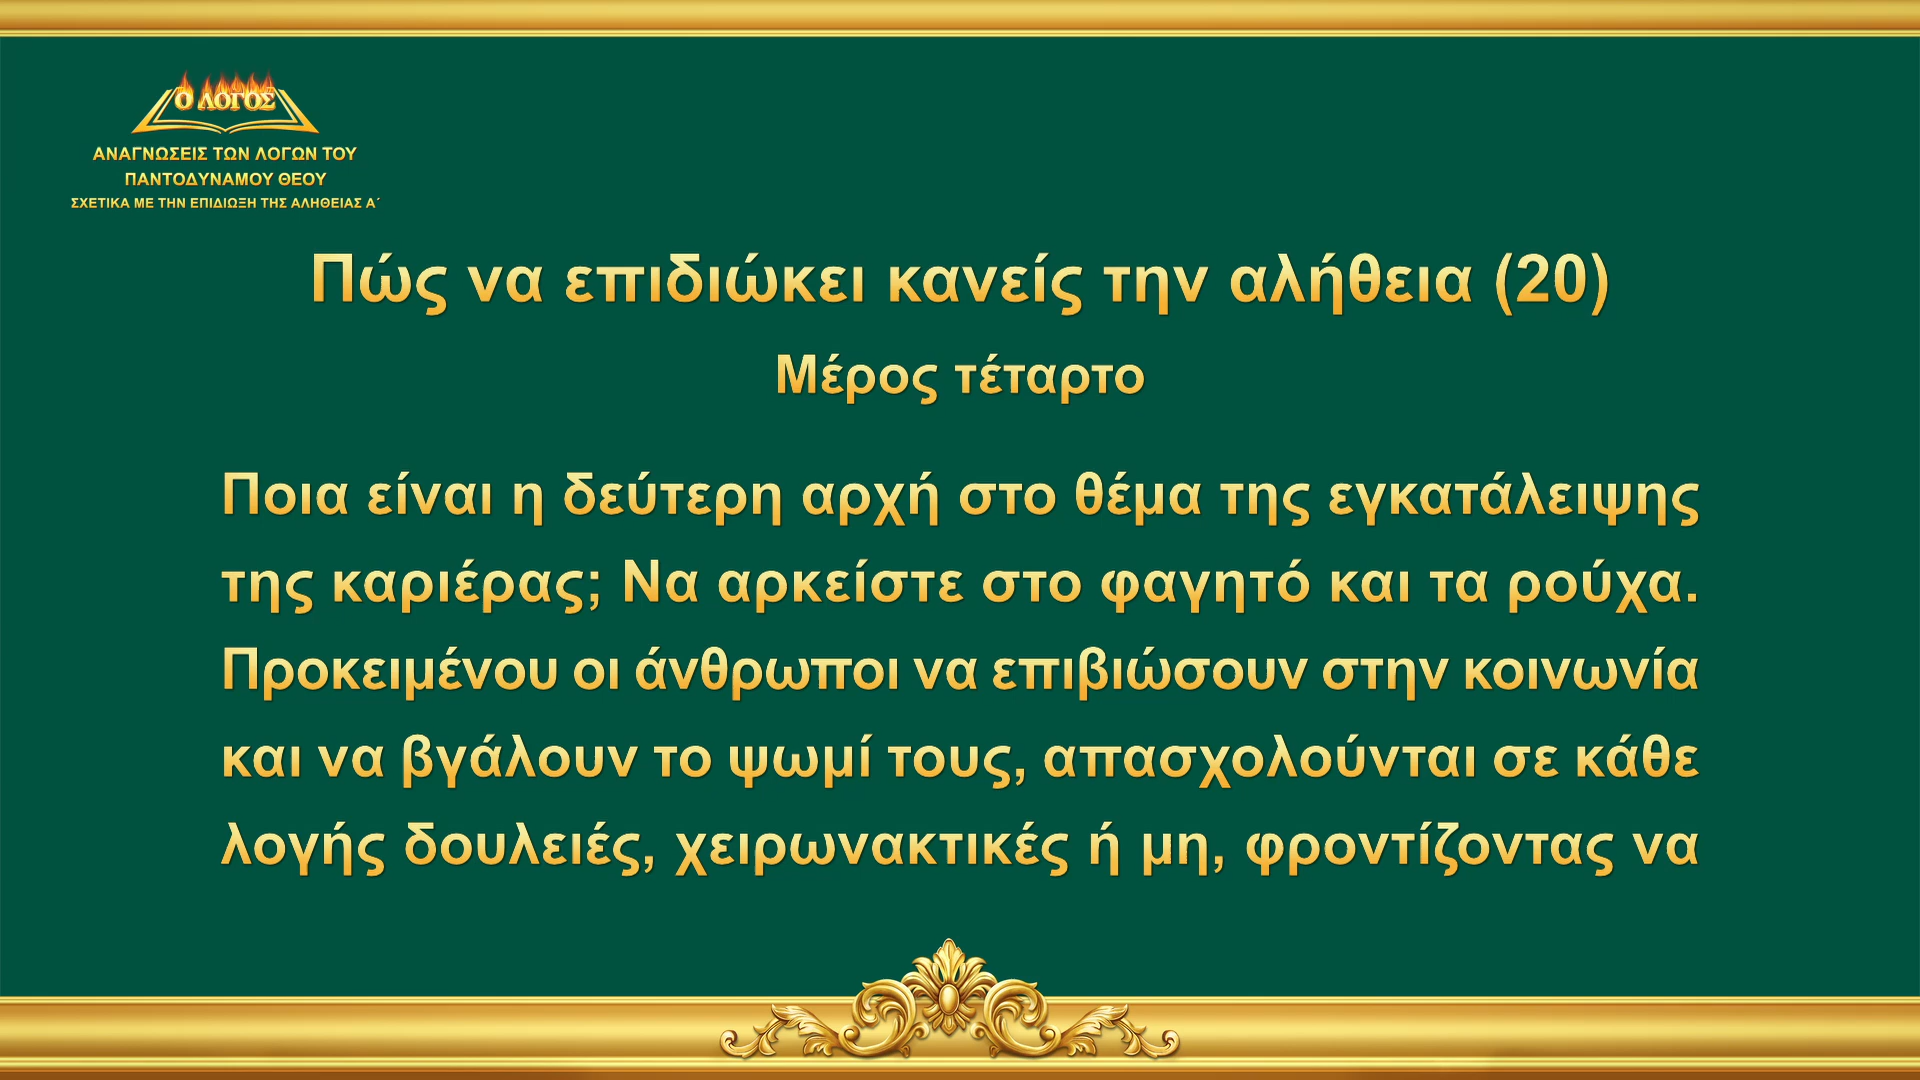 Ο ΛΟΓΟΣ
ΑΝΑΓΝΩΣΕΙΣ ΤΩΝ ΛΟΓΩΝ ΤΟΥ
ΠΑΝΤΟΔΥΝΑΜΟΥ ΘΕΟΥ
ΣΧΕΤΙΚΑ ΜΕ ΤΗΝ ΕΠΙΔΙΩΞΗ ΤΗΣ ΑΛΗΘΕΙΑΣ Α΄
Πώς να επιδιώκει κανείς την αλήθεια (20)
Μέρος τέταρτο
Ποια είναι η δεύτερη αρχή στο θέμα της εγκατάλειψης
της καριέρας; Να αρκείστε στο φαγητό και τα ρούχα.
Προκειμένου οι άνθρωποι να επιβιώσουν στην κοινωνία
και να βγάλουν το ψωμί τους, απασχολούνται σε κάθε
λογής δουλειές, χειρωνακτικές ή μη, φροντίζοντας να